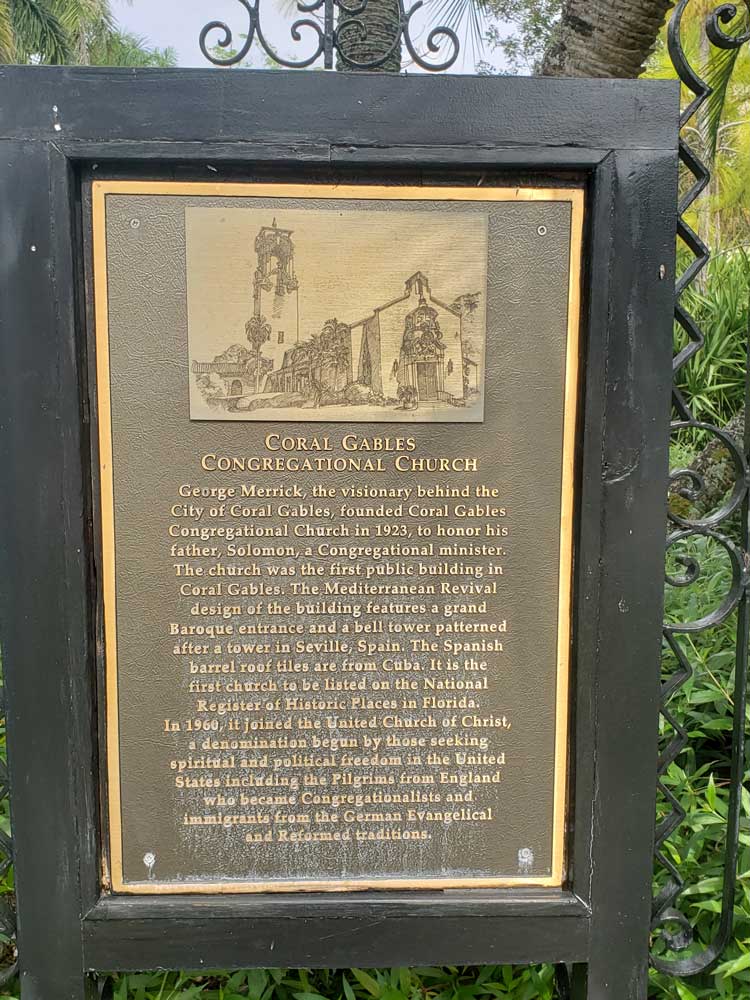 Coral Gables
Congregational Church
George Merrick, the visionary behind the
City of Coral Gables, founded Coral Gables
Congregational Church in 1923, to honor his
father, Solomon, a Congregational minister.
The church was the first public building in
Coral Gables. The Mediterranean Revival
design of the building features a grand
Baroque entrance and a bell tower patterned
after a tower in Seville, Spain. The Spanish
barrel roof tiles are from Cuba. It is the
first church to be listed on the National
Register of Historic Places in Florida.
In 1960, it joined the United Church of Christ,
a denomination begun by those seeking
spiritual and political freedom in the United
States including the Pilgrims from England
who became Congregationalists and
immigrants from the German Evangelical
and Reformed traditions.